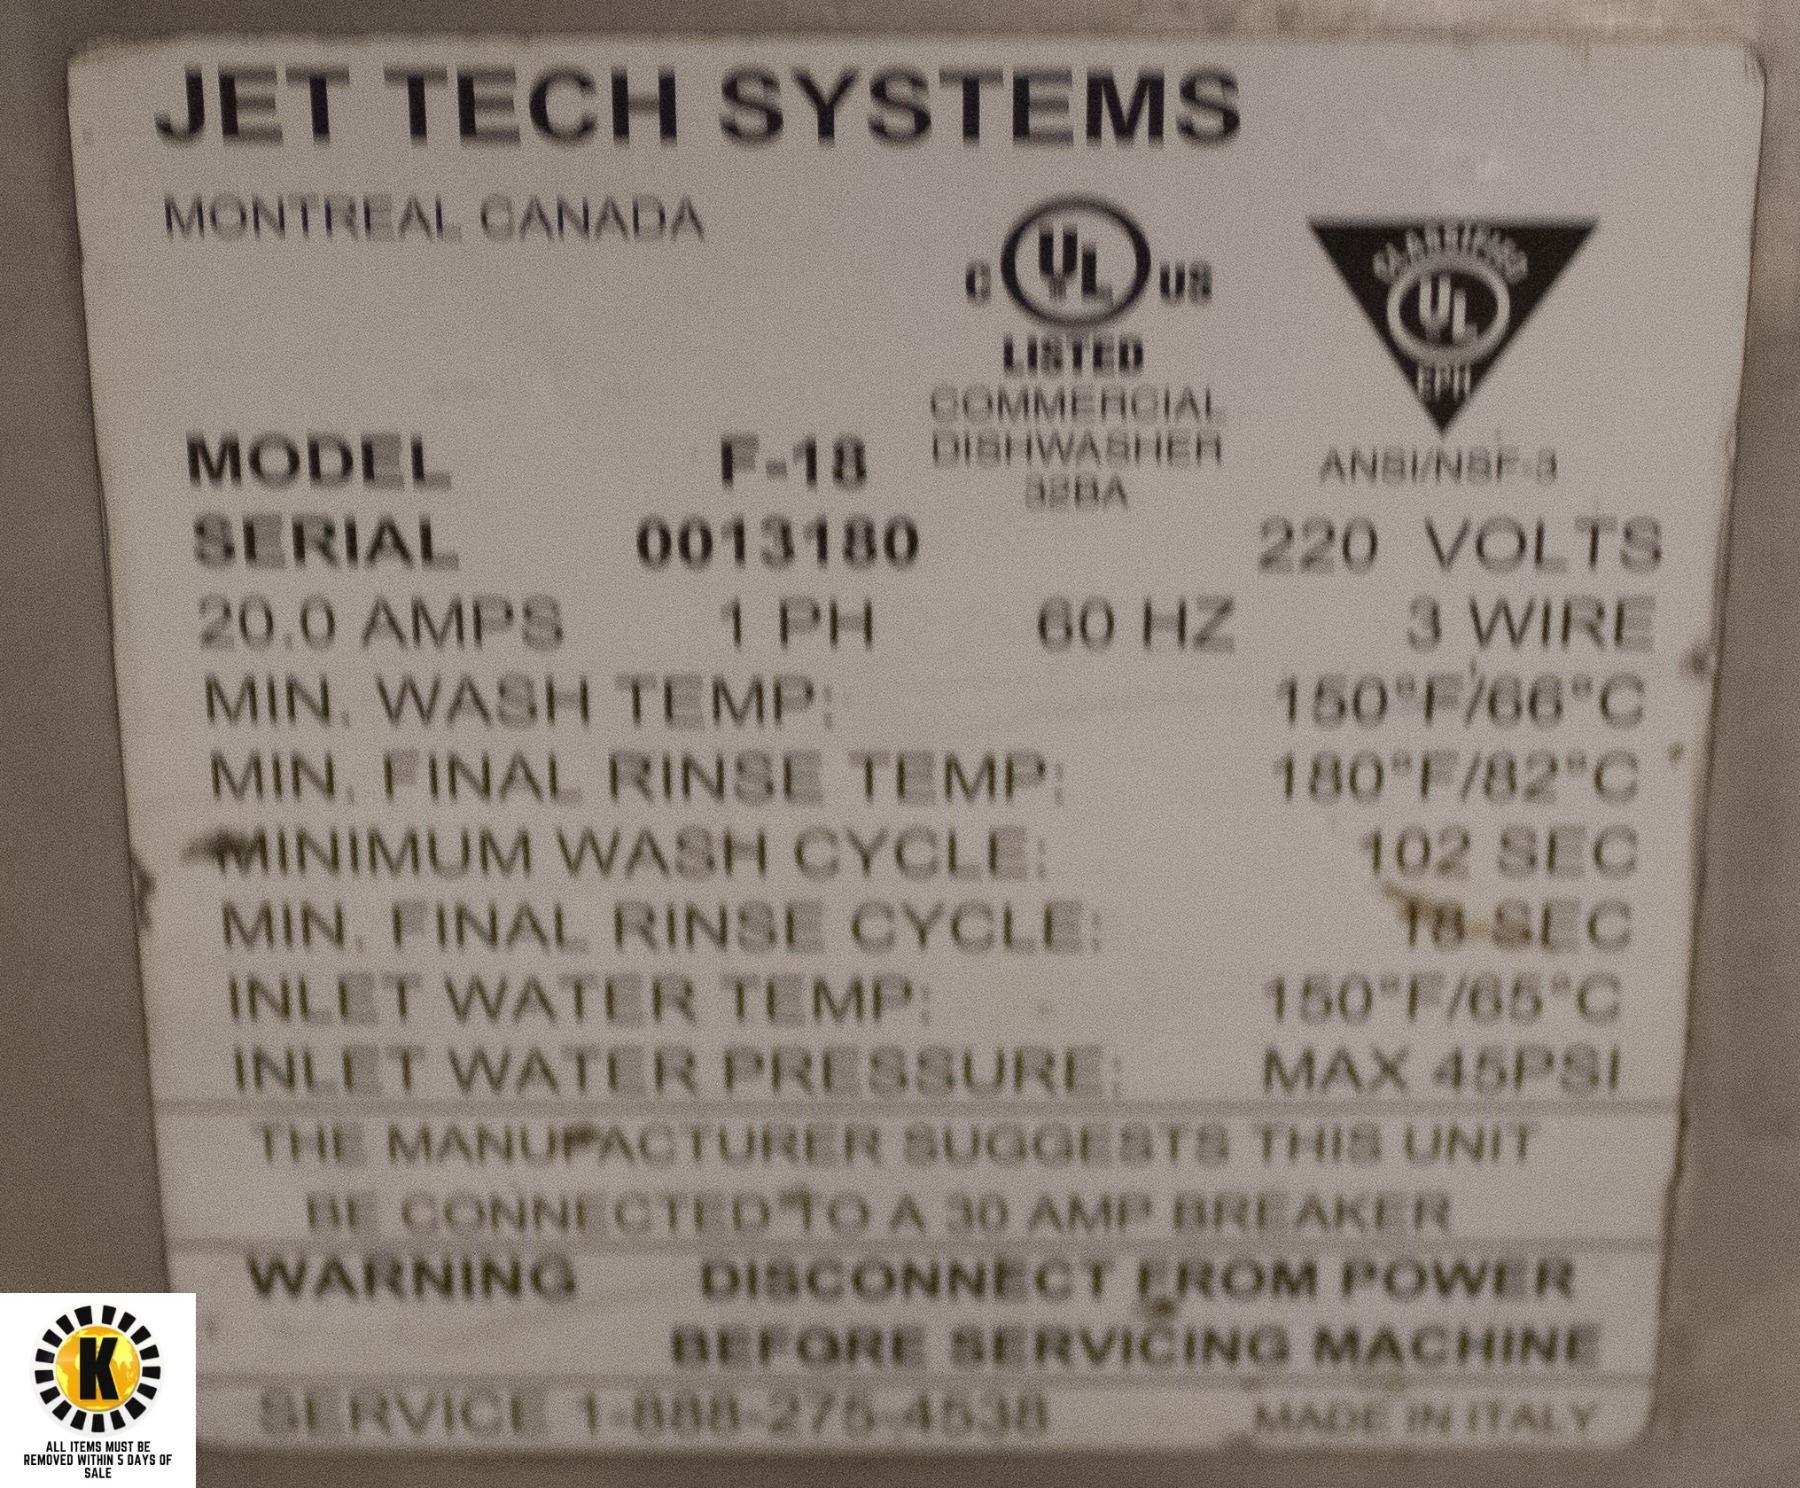 JET TECH SYSTEMS
MONTREAL CANADA
C UL US
LISTED
COMMERCIAL
DISHWASHER
32BA
CLASSIFIED
UL
EPH
ANSI/NSF-3
MODEL F-18
SERIAL 0013180 220 VOLTS
20.0 AMPS 1 PH 60 HZ 3 WIRE
MIN. WASH TEMP: 150°F/66°C
MIN. FINAL RINSE TEMP: 180°F/82°C
MINIMUM WASH CYCLE: 102 SEC
MIN. FINAL RINSE CYCLE: 18 SEC
INLET WATER TEMP: 150°F/65°C
INLET WATER PRESSURE: MAX 45PSI
THE MANUFACTURER SUGGESTS THIS UNIT
BE CONNECTED TO A 30 AMP BREAKER
WARNING DISCONNECT FROM POWER
BEFORE SERVICING MACHINE
SERVICE 1-888-275-4538 MADE IN ITALY
K
ALL ITEMS MUST BE
REMOVED WITHIN 5 DAYS OF
SALE